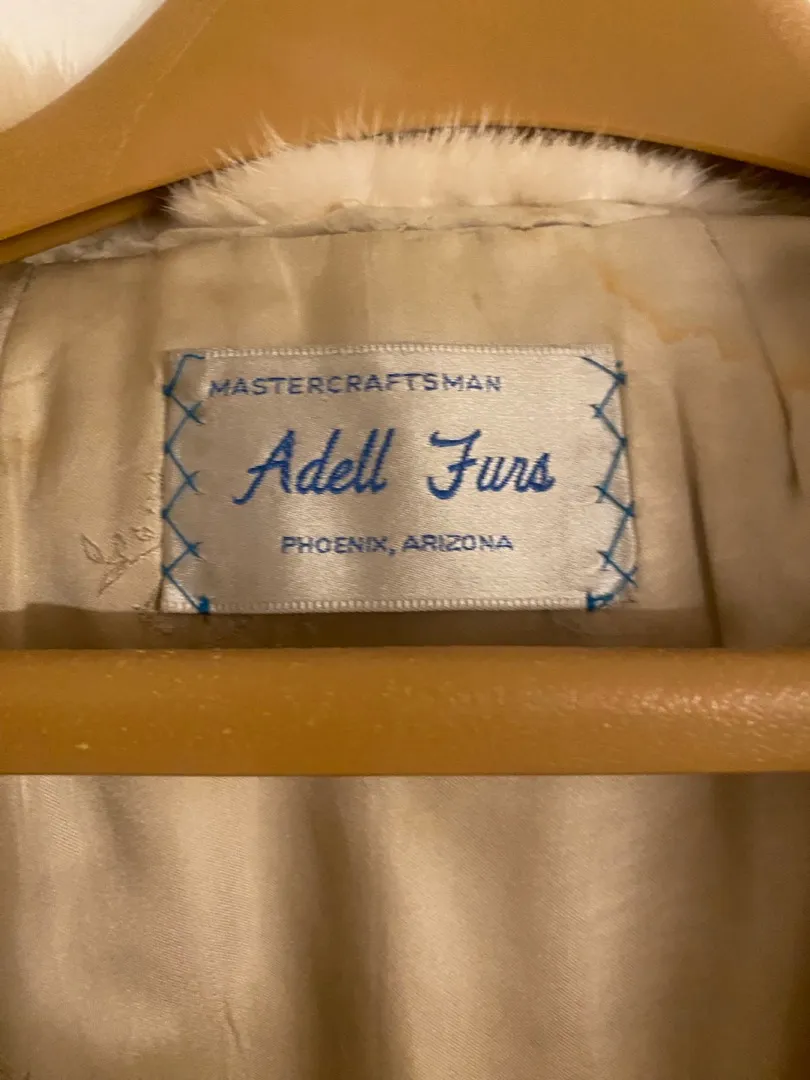 MASTERCRAFTSMAN
Adell Furs
PHOENIX, ARIZONA